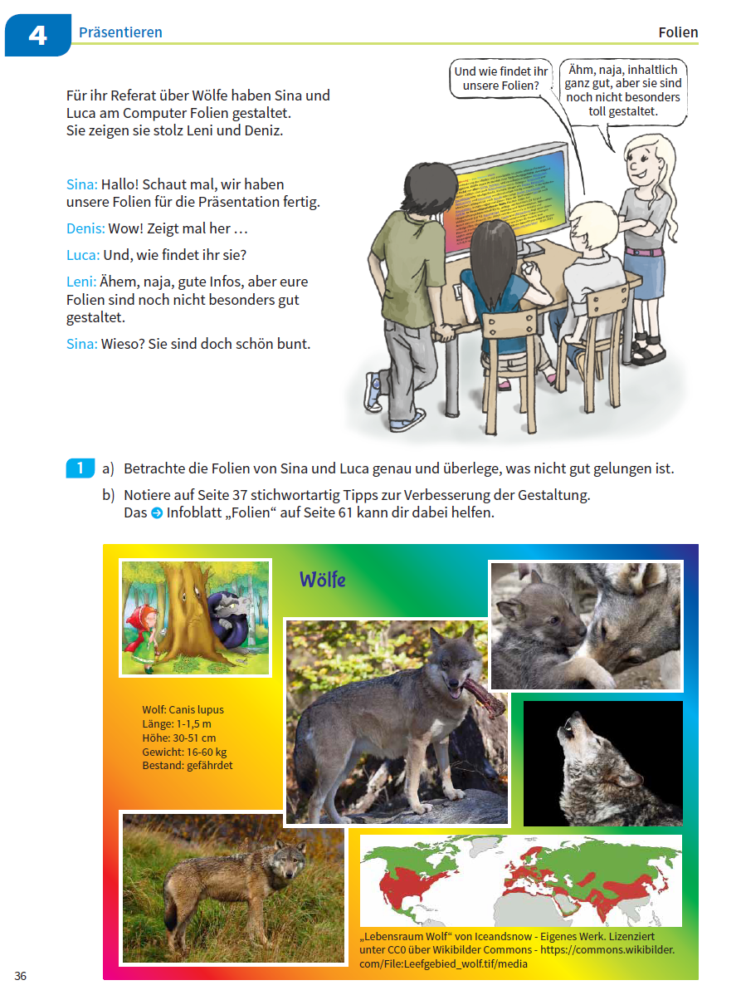 4
Präsentieren
Folien
Und wie findet ihr
unsere Folien?
Ähm, naja, inhaltlich
ganz gut, aber sie sind
noch nicht besonders
toll gestaltet.
Für ihr Referat über Wölfe haben Sina und
Luca am Computer Folien gestaltet.
Sie zeigen sie stolz Leni und Deniz.
Sina: Hallo! Schaut mal, wir haben
unsere Folien für die Präsentation fertig.
Denis: Wow! Zeigt mal her …
Luca: Und, wie findet ihr sie?
Leni: Ähem, naja, gute Infos, aber eure
Folien sind noch nicht besonders gut
gestaltet.
Sina: Wieso? Sie sind doch schön bunt.
1 a) Betrachte die Folien von Sina und Luca genau und überlege, was nicht gut gelungen ist.
b) Notiere auf Seite 37 stichwortartig Tipps zur Verbesserung der Gestaltung.
Das ➔ Infoblatt „Folien“ auf Seite 61 kann dir dabei helfen.
Wölfe
Wolf: Canis lupus
Länge: 1-1,5 m
Höhe: 30-51 cm
Gewicht: 16-60 kg
Bestand: gefährdet
„Lebensraum Wolf“ von Iceandsnow - Eigenes Werk. Lizenziert
unter CC0 über Wikibilder Commons - https://commons.wikibilder.
com/File:Leefgebied_wolf.tif/media
36